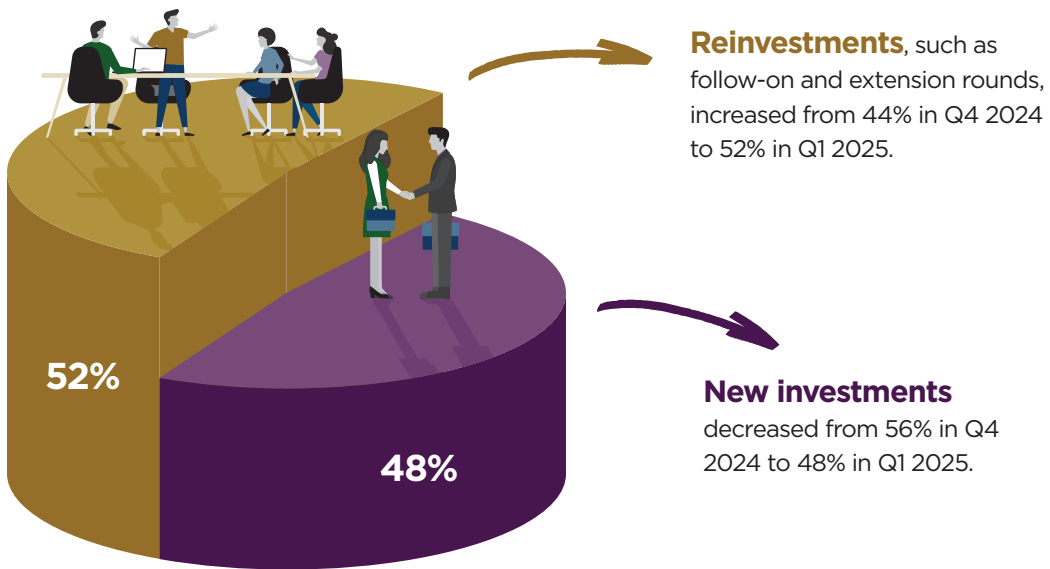 Reinvestments, such as
follow-on and extension rounds,
increased from 44% in Q4 2024
to 52% in Q1 2025.
52%
New investments
decreased from 56% in Q4
2024 to 48% in Q1 2025.
48%